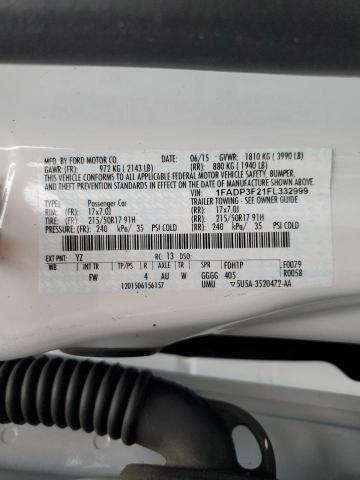 MFD. BY FORD MOTOR CO. 06/15 GVWR: 1810 KG ( 3990 LB)
GAWR: (FR): 972 KG ( 2143 LB) (RR): 880 KG ( 1940 LB)
THIS VEHICLE CONFORMS TO ALL APPLICABLE FEDERAL MOTOR VEHICLE SAFETY, BUMPER,
AND THEFT PREVENTION STANDARDS IN EFFECT ON THE DATE OF MANUFACTURE SHOWN ABOVE.
VIN: 1FADP3F21FL332999
TYPE: Passenger Car TRAILER TOWING - SEE OWNER GUIDE
RIM: (FR) 17x7.0J (RR): 17x7.0J
TIRE: (FR) 215/50R17 91H (RR): 215/50R17 91H
PRESSURE: (FR): 240 kPa/ 35 PSI COLD (RR): 240 kPa/ 35 PSI COLD
EXT PNT: YZ RC: 13 DSO:
WB INT TR TP/PS R AXLE TR SPR FDH1P F0079
FW 4 AU W GGGG 405 R0058
1201506156157 UMU ▽5U5A-3520472-AA